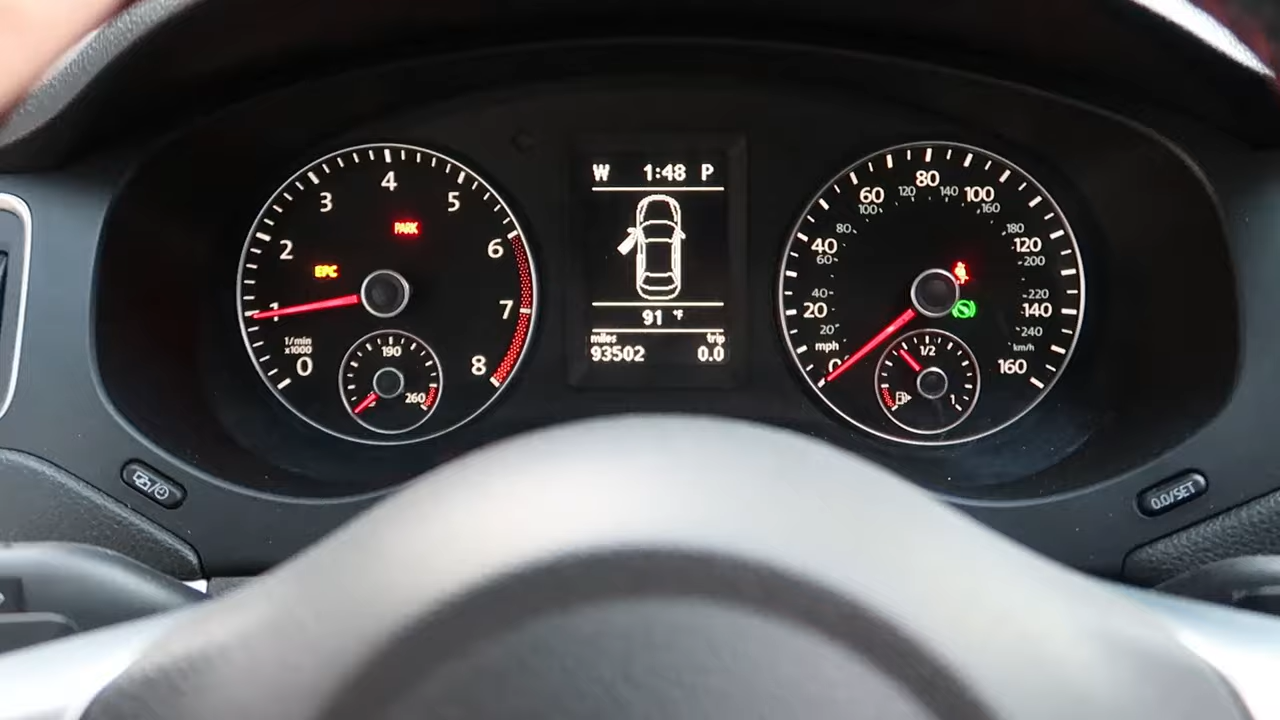 4
3
5
PARK
2
6
EPC
1
7
1/min
x1000
0
8
190
260
W 1:48 P
91 °F
miles trip
93502 0.0
80
60 120 140 100
100 160
80 180
40 120
60 200
40 220
20 140
20 240
mph km/h
0 160
1/2
1
0.0/SET